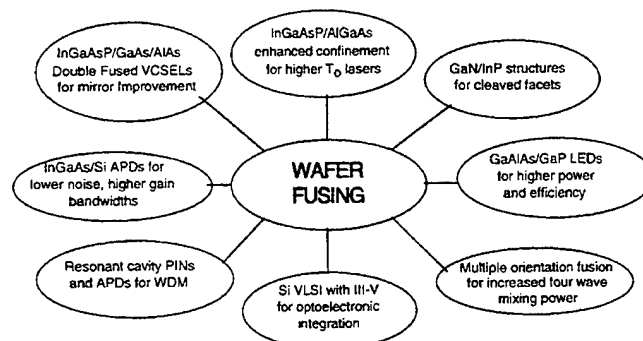 InGaAsP/GaAs/AlAs
Double Fused VCSELs
for mirror Improvement
InGaAsP/AlGaAs
enhanced confinement
for higher To lasers
GaN/InP structures
for cleaved facets
InGaAs/Si APDs for
lower noise, higher gain
bandwidths
WAFER
FUSING
GaAlAs/GaP LEDs
for higher power
and efficiency
Resonant cavity PINs
and APDs for WDM
Si VLSI with III-V
for optoelectronic
integration
Multiple orientation fusion
for increased four wave
mixing power